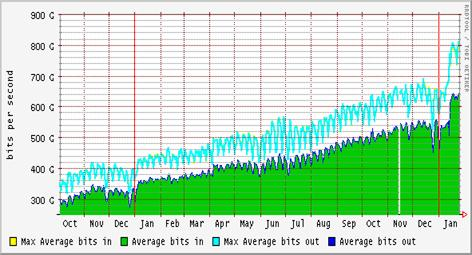 RRDTOOL / TOBI OETIKER
bits per second
900 G
800 G
700 G
600 G
500 G
400 G
300 G
Oct Nov Dec Jan Feb Mar Apr May Jun Jul Aug Sep Oct Nov Dec Jan
Max Average bits in Average bits in Max Average bits out Average bits out